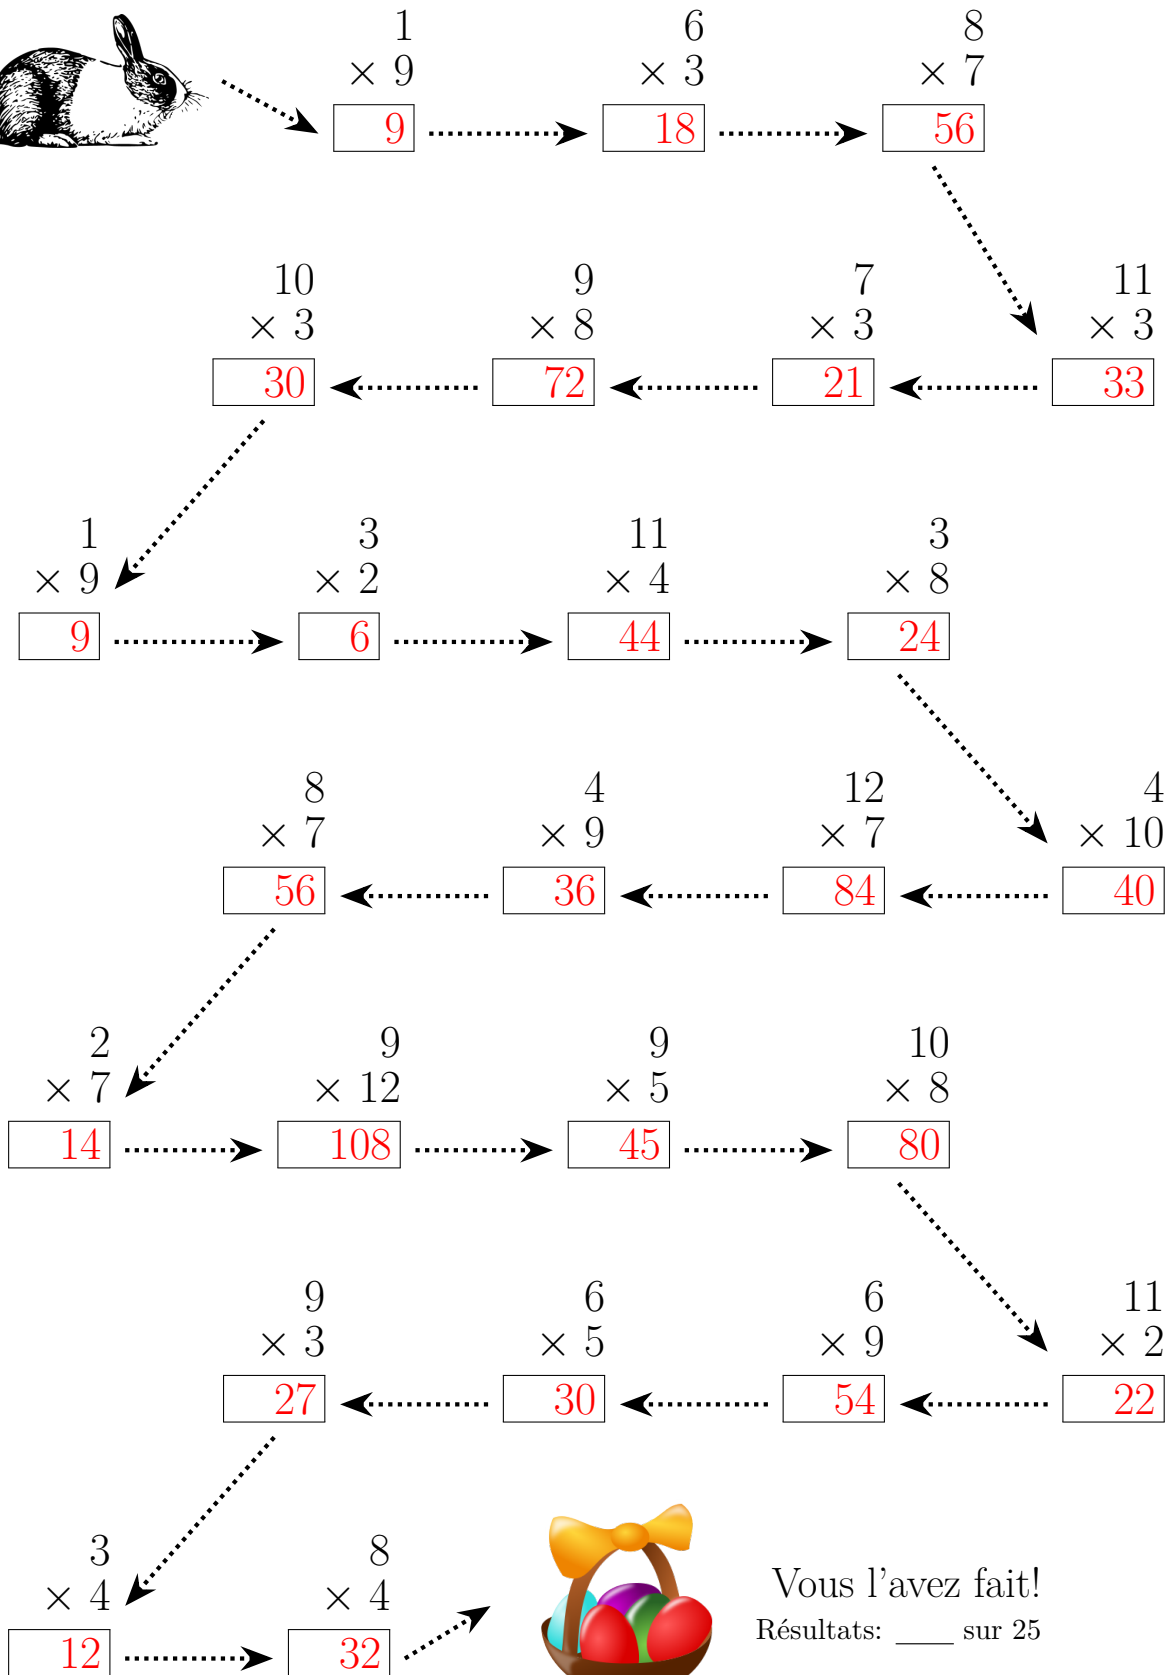 1 6 8
× 9 × 3 × 7
9 18 56
10 9 7 11
× 3 × 8 × 3 × 3
30 72 21 33
1 3 11 3
× 9 × 2 × 4 × 8
9 6 44 24
8 4 12 4
× 7 × 9 × 7 × 10
56 36 84 40
2 9 9 10
× 7 × 12 × 5 × 8
14 108 45 80
9 6 6 11
× 3 × 5 × 9 × 2
27 30 54 22
3 8
× 4 × 4
12 32
Vous l'avez fait!
Résultats: ____ sur 25